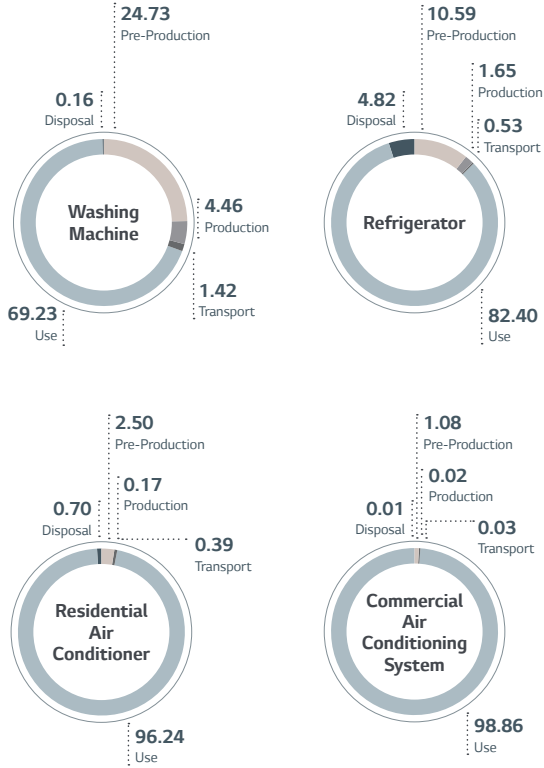 24.73
Pre-Production
0.16
Disposal
Washing
Machine
4.46
Production
1.42
Transport
69.23
Use
10.59
Pre-Production
1.65
Production
4.82
Disposal
0.53
Transport
Refrigerator
82.40
Use
2.50
Pre-Production
0.17
Production
0.70
Disposal
0.39
Transport
Residential
Air
Conditioner
96.24
Use
1.08
Pre-Production
0.02
Production
0.01
Disposal
0.03
Transport
Commercial
Air
Conditioning
System
98.86
Use